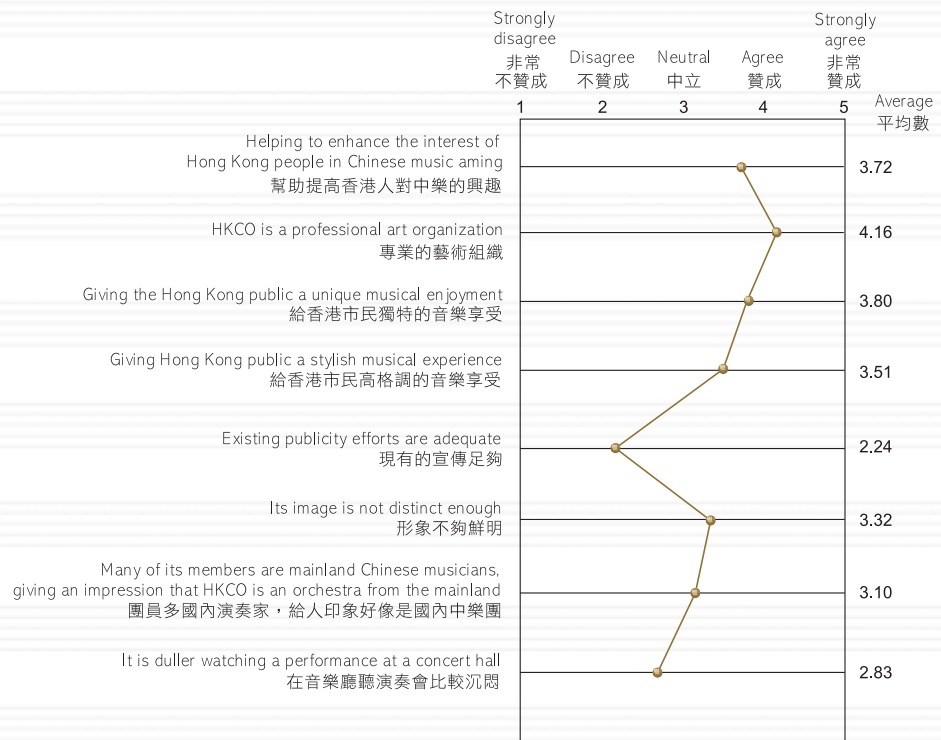 Strongly
disagree
非常
不贊成
Disagree
不贊成
Neutral
中立
Agree
贊成
Strongly
agree
非常
贊成
1
2
3
4
5
Average
平均數
Helping to enhance the interest of
Hong Kong people in Chinese music aming
幫助提高香港人對中樂的興趣
3.72
HKCO is a professional art organization
專業的藝術組織
4.16
Giving the Hong Kong public a unique musical enjoyment
給香港市民獨特的音樂享受
3.80
Giving Hong Kong public a stylish musical experience
給香港市民高格調的音樂享受
3.51
Existing publicity efforts are adequate
現有的宣傳足夠
2.24
Its image is not distinct enough
形象不夠鮮明
3.32
Many of its members are mainland Chinese musicians,
giving an impression that HKCO is an orchestra from the mainland
團員多國內演奏家，給人印象好像是國內中樂團
3.10
It is duller watching a performance at a concert hall
在音樂廳聽演奏會比較沉悶
2.83